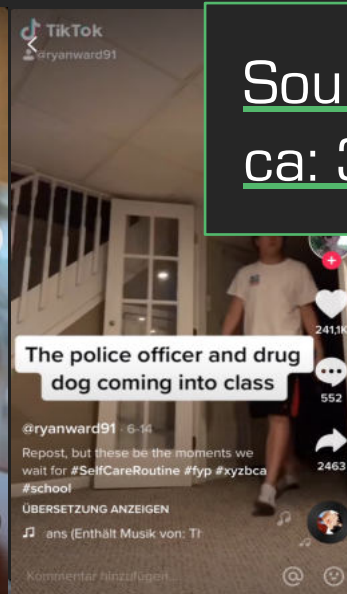 TikTok
@ryanward91
Sou
ca: 3
241,1K
The police officer and drug
dog coming into class
552
@ryanward91 · 6-14
Repost, but these be the moments we
wait for #SelfCareRoutine #fyp #xyzbca
#school
2463
ÜBERSETZUNG ANZEIGEN
ans (Enthält Musik von: Th
Kommentar hinzufügen...